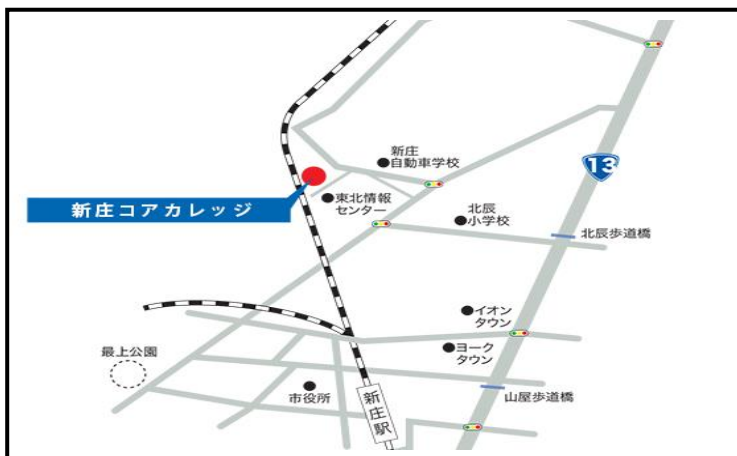 新庄
自動車学校
13
新庄コアカレッジ
東北情報
センター
北辰
小学校
北辰歩道橋
イオン
タウン
ヨーク
タウン
最上公園
市役所
新庄駅
山屋歩道橋